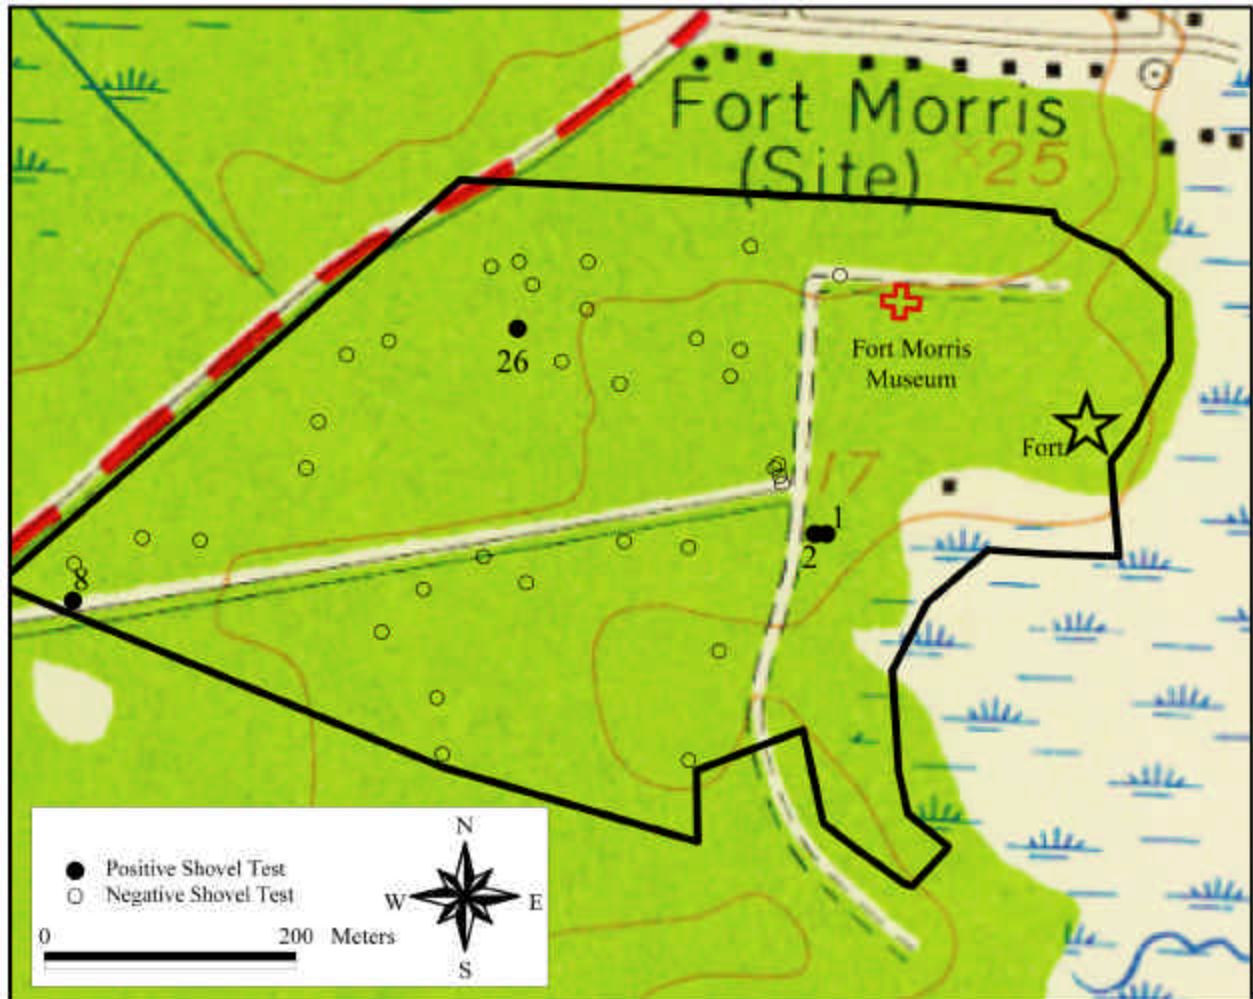 Fort Morris
(Site)
×25
26
Fort Morris
Museum
Fort
17
1
2
8
Positive Shovel Test
Negative Shovel Test
N
W
E
S
0
200 Meters